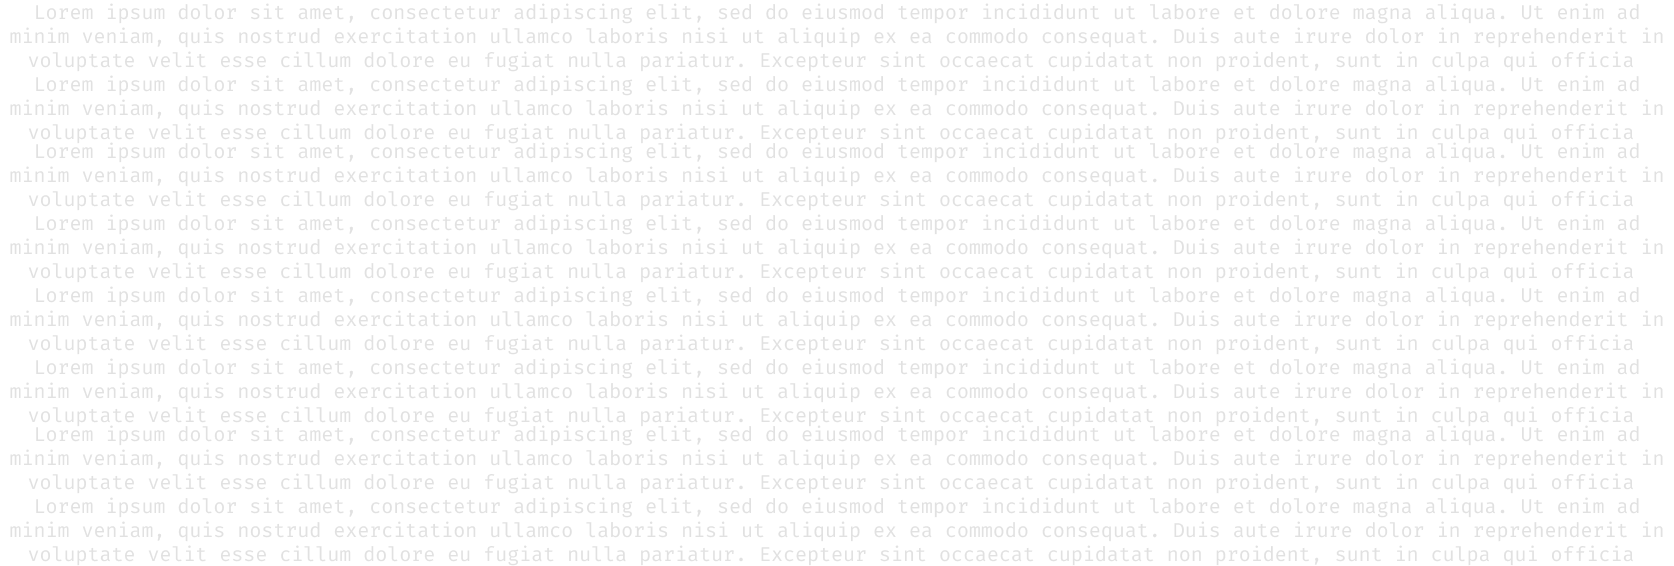 Lorem ipsum dolor sit amet, consectetur adipiscing elit, sed do eiusmod tempor incididunt ut labore et dolore magna aliqua. Ut enim ad
minim veniam, quis nostrud exercitation ullamco laboris nisi ut aliquip ex ea commodo consequat. Duis aute irure dolor in reprehenderit in
voluptate velit esse cillum dolore eu fugiat nulla pariatur. Excepteur sint occaecat cupidatat non proident, sunt in culpa qui officia
Lorem ipsum dolor sit amet, consectetur adipiscing elit, sed do eiusmod tempor incididunt ut labore et dolore magna aliqua. Ut enim ad
minim veniam, quis nostrud exercitation ullamco laboris nisi ut aliquip ex ea commodo consequat. Duis aute irure dolor in reprehenderit in
voluptate velit esse cillum dolore eu fugiat nulla pariatur. Excepteur sint occaecat cupidatat non proident, sunt in culpa qui officia
Lorem ipsum dolor sit amet, consectetur adipiscing elit, sed do eiusmod tempor incididunt ut labore et dolore magna aliqua. Ut enim ad
minim veniam, quis nostrud exercitation ullamco laboris nisi ut aliquip ex ea commodo consequat. Duis aute irure dolor in reprehenderit in
voluptate velit esse cillum dolore eu fugiat nulla pariatur. Excepteur sint occaecat cupidatat non proident, sunt in culpa qui officia
Lorem ipsum dolor sit amet, consectetur adipiscing elit, sed do eiusmod tempor incididunt ut labore et dolore magna aliqua. Ut enim ad
minim veniam, quis nostrud exercitation ullamco laboris nisi ut aliquip ex ea commodo consequat. Duis aute irure dolor in reprehenderit in
voluptate velit esse cillum dolore eu fugiat nulla pariatur. Excepteur sint occaecat cupidatat non proident, sunt in culpa qui officia
Lorem ipsum dolor sit amet, consectetur adipiscing elit, sed do eiusmod tempor incididunt ut labore et dolore magna aliqua. Ut enim ad
minim veniam, quis nostrud exercitation ullamco laboris nisi ut aliquip ex ea commodo consequat. Duis aute irure dolor in reprehenderit in
voluptate velit esse cillum dolore eu fugiat nulla pariatur. Excepteur sint occaecat cupidatat non proident, sunt in culpa qui officia
Lorem ipsum dolor sit amet, consectetur adipiscing elit, sed do eiusmod tempor incididunt ut labore et dolore magna aliqua. Ut enim ad
minim veniam, quis nostrud exercitation ullamco laboris nisi ut aliquip ex ea commodo consequat. Duis aute irure dolor in reprehenderit in
voluptate velit esse cillum dolore eu fugiat nulla pariatur. Excepteur sint occaecat cupidatat non proident, sunt in culpa qui officia
Lorem ipsum dolor sit amet, consectetur adipiscing elit, sed do eiusmod tempor incididunt ut labore et dolore magna aliqua. Ut enim ad
minim veniam, quis nostrud exercitation ullamco laboris nisi ut aliquip ex ea commodo consequat. Duis aute irure dolor in reprehenderit in
voluptate velit esse cillum dolore eu fugiat nulla pariatur. Excepteur sint occaecat cupidatat non proident, sunt in culpa qui officia
Lorem ipsum dolor sit amet, consectetur adipiscing elit, sed do eiusmod tempor incididunt ut labore et dolore magna aliqua. Ut enim ad
minim veniam, quis nostrud exercitation ullamco laboris nisi ut aliquip ex ea commodo consequat. Duis aute irure dolor in reprehenderit in
voluptate velit esse cillum dolore eu fugiat nulla pariatur. Excepteur sint occaecat cupidatat non proident, sunt in culpa qui officia